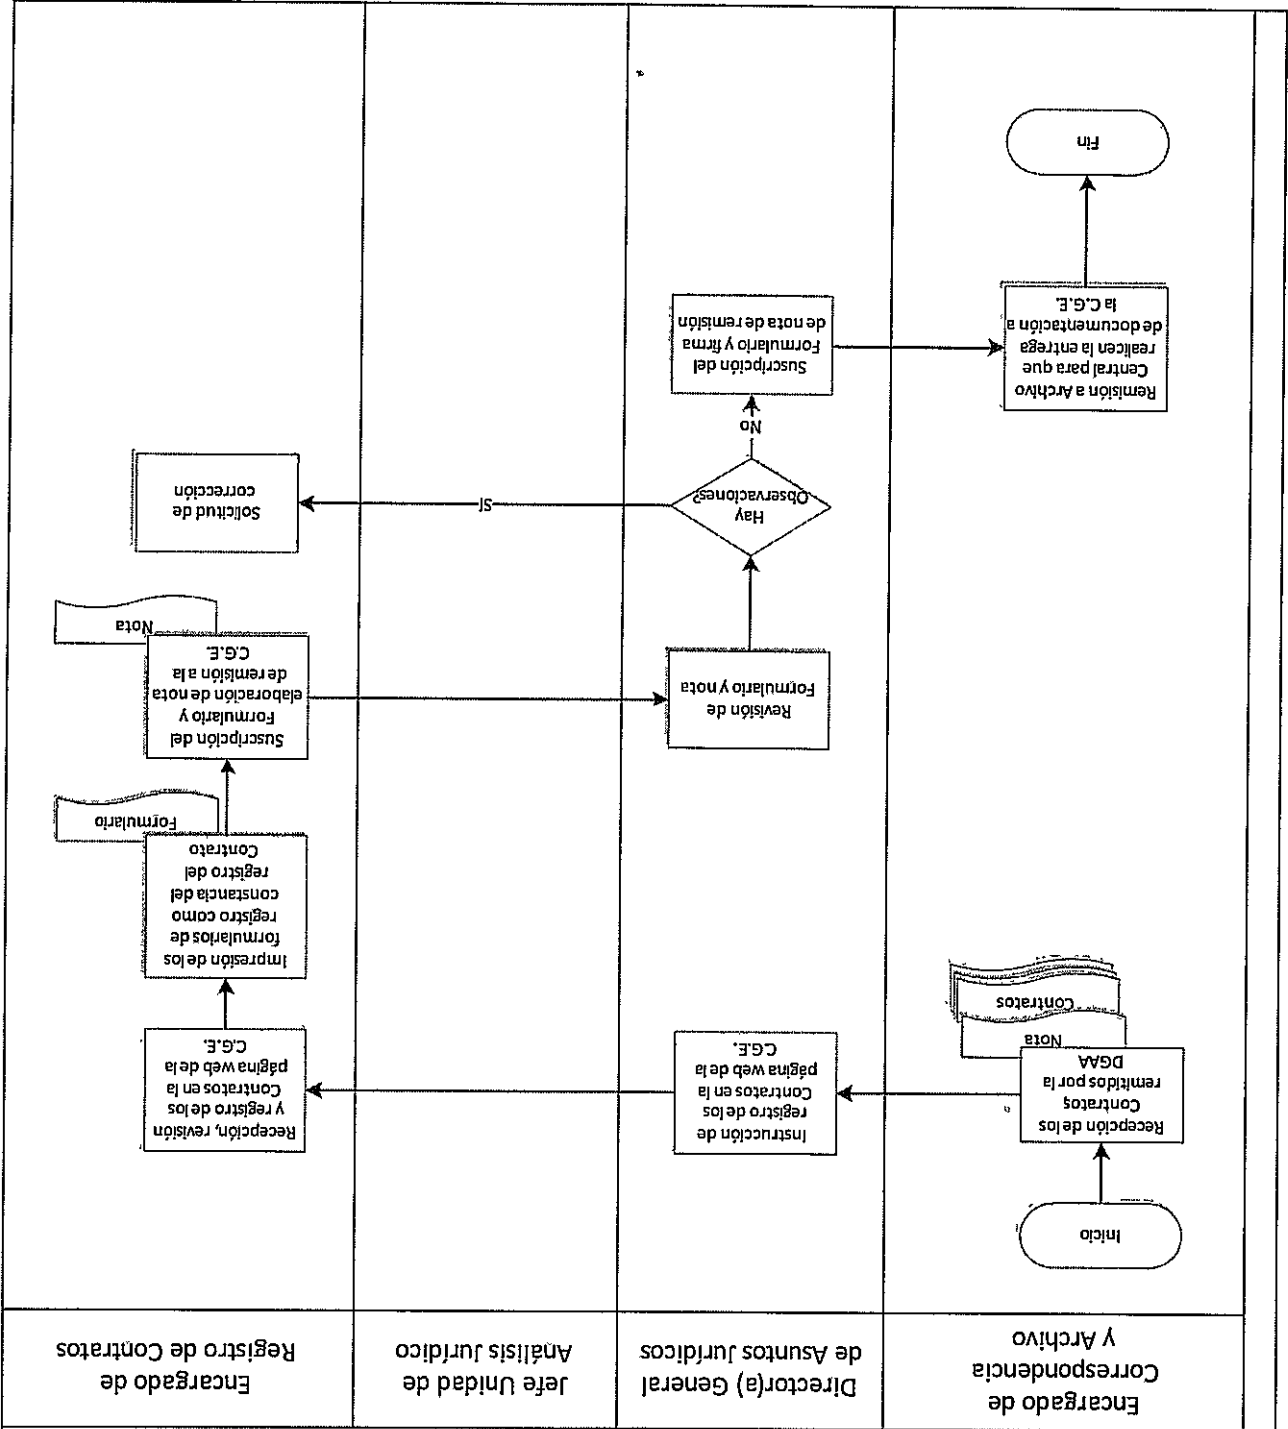 Encargado de
Correspondencia
y Archivo
Director(a) General
de Asuntos Jurídicos
Jefe Unidad de
Análisis Jurídico
Encargado de
Registro de Contratos
Inicio
Recepción de los
Contratos
remitidos por la
DGAA
Nota
Contratos
Instrucción de
registro de los
Contratos en la
página web de la
C.G.E.
Recepción, revisión
y registro de los
Contratos en la
página web de la
C.G.E.
Impresión de los
formularios de
registro como
constancia del
registro del
Contrato
Formulario
Suscripción del
Formulario y
elaboración de nota
de remisión a la
C.G.E.
Nota
Revisión de
Formulario y nota
Hay
Observaciones?
SÍ
Solicitud de
corrección
No
Suscripción del
Formulario y firma
de nota de remisión
Remisión a Archivo
Central para que
realicen la entrega
de documentación a
la C.G.E.
Fin